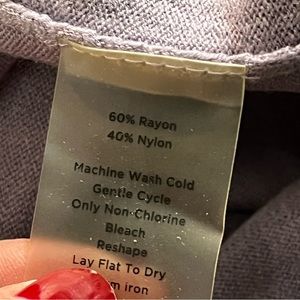 60% Rayon
40% Nylon
Machine Wash Cold
Gentle Cycle
Only Non Chlorine
Bleach
Reshape
Lay Flat To Dry
iron